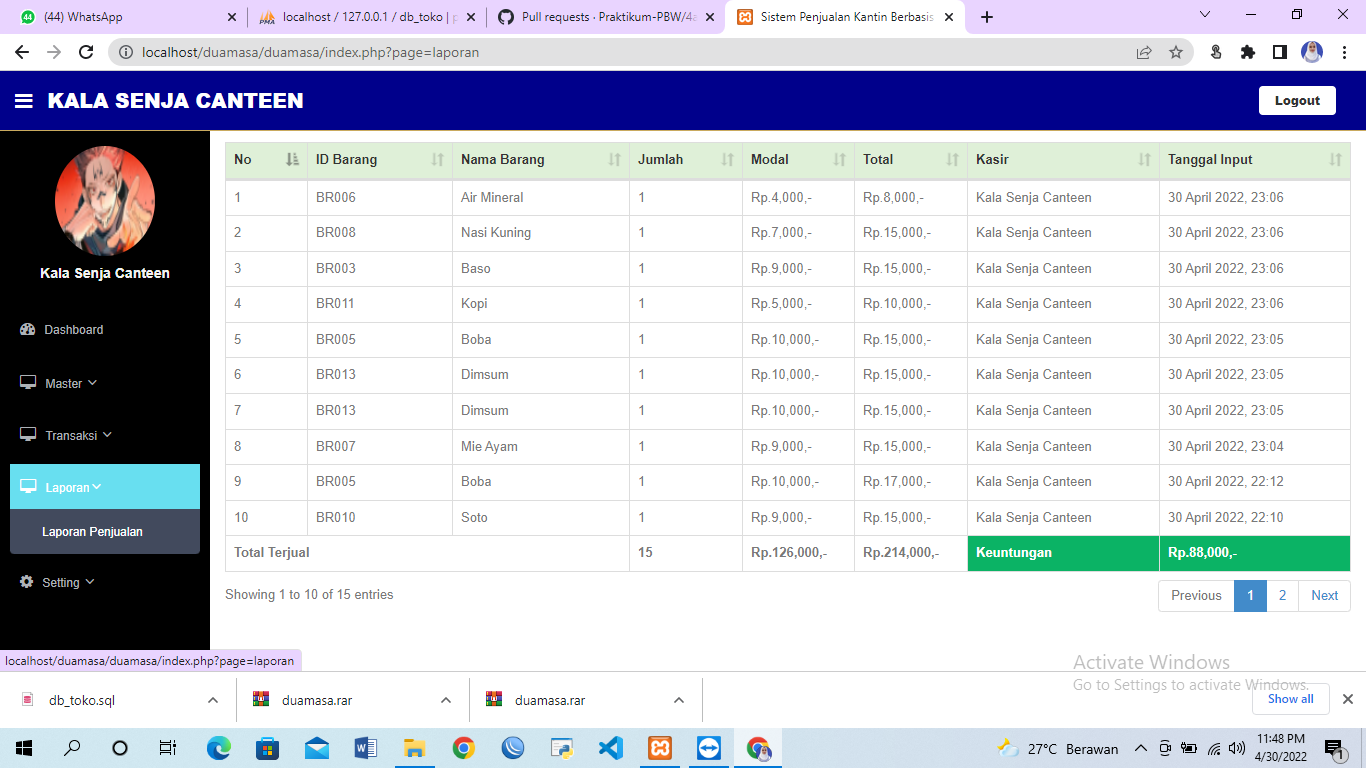 (44) WhatsApp
localhost / 127.0.0.1 / db_toko | p
Pull requests · Praktikum-PBW/4a
Sistem Penjualan Kantin Berbasis
localhost/duamasa/duamasa/index.php?page=laporan
KALA SENJA CANTEEN
Logout
Kala Senja Canteen
Dashboard
Master
Transaksi
Laporan
Laporan Penjualan
Setting
No ID Barang Nama Barang Jumlah Modal Total Kasir Tanggal Input
1 BR006 Air Mineral 1 Rp.4,000,- Rp.8,000,- Kala Senja Canteen 30 April 2022, 23:06
2 BR008 Nasi Kuning 1 Rp.7,000,- Rp.15,000,- Kala Senja Canteen 30 April 2022, 23:06
3 BR003 Baso 1 Rp.9,000,- Rp.15,000,- Kala Senja Canteen 30 April 2022, 23:06
4 BR011 Kopi 1 Rp.5,000,- Rp.10,000,- Kala Senja Canteen 30 April 2022, 23:06
5 BR005 Boba 1 Rp.10,000,- Rp.15,000,- Kala Senja Canteen 30 April 2022, 23:05
6 BR013 Dimsum 1 Rp.10,000,- Rp.15,000,- Kala Senja Canteen 30 April 2022, 23:05
7 BR013 Dimsum 1 Rp.10,000,- Rp.15,000,- Kala Senja Canteen 30 April 2022, 23:05
8 BR007 Mie Ayam 1 Rp.9,000,- Rp.15,000,- Kala Senja Canteen 30 April 2022, 23:04
9 BR005 Boba 1 Rp.10,000,- Rp.17,000,- Kala Senja Canteen 30 April 2022, 22:12
10 BR010 Soto 1 Rp.9,000,- Rp.15,000,- Kala Senja Canteen 30 April 2022, 22:10
Total Terjual 15 Rp.126,000,- Rp.214,000,- Keuntungan Rp.88,000,-
Showing 1 to 10 of 15 entries
Previous 1 2 Next
localhost/duamasa/duamasa/index.php?page=laporan
Activate Windows
Go to Settings to activate Windows.
db_toko.sql
duamasa.rar
duamasa.rar
Show all
27°C Berawan
11:48 PM
4/30/2022
1